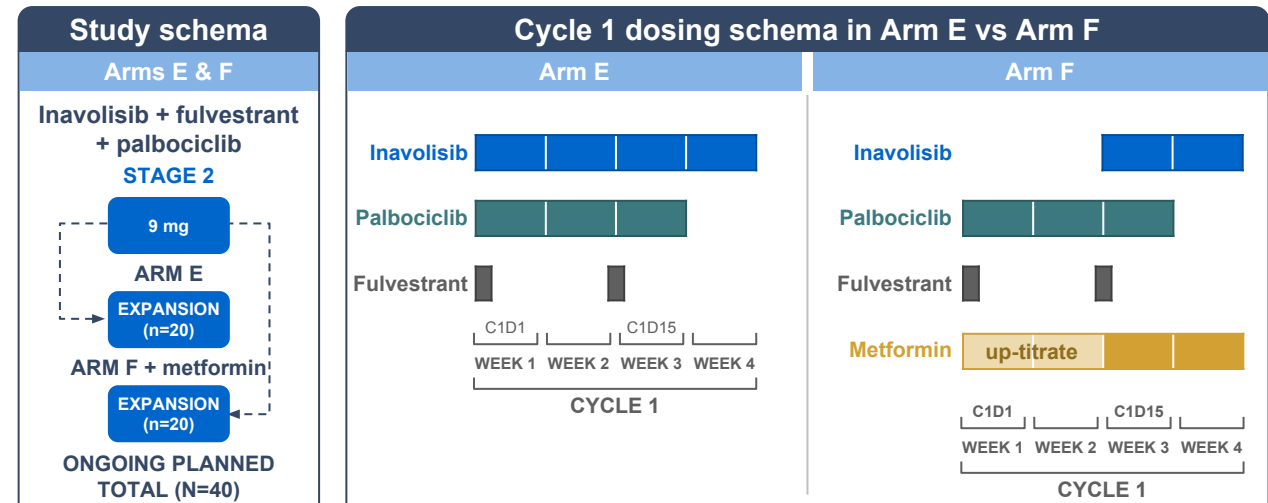 Study schema
Arms E & F
Inavolisib + fulvestrant
+ palbociclib
STAGE 2
9 mg
ARM E
EXPANSION
(n=20)
ARM F + metformin
EXPANSION
(n=20)
ONGOING PLANNED
TOTAL (N=40)
Cycle 1 dosing schema in Arm E vs Arm F
Arm E
Inavolisib
Palbociclib
Fulvestrant
C1D1 C1D15
WEEK 1 WEEK 2 WEEK 3 WEEK 4
CYCLE 1
Arm F
Inavolisib
Palbociclib
Fulvestrant
Metformin up-titrate
C1D1 C1D15
WEEK 1 WEEK 2 WEEK 3 WEEK 4
CYCLE 1